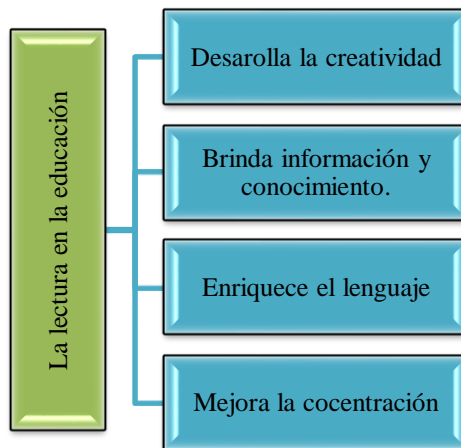 La lectura en la educación
Desarolla la creatividad
Brinda información y
conocimiento.
Enriquece el lenguaje
Mejora la cocentración